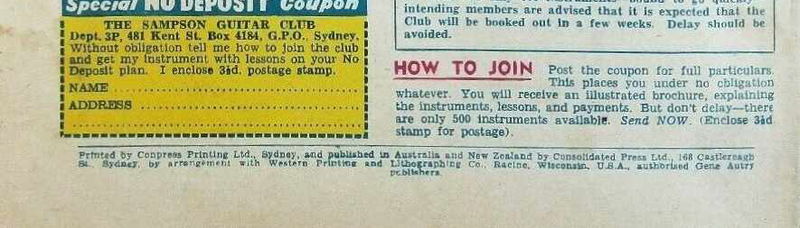 Special NO DEPOSIT Coupon
THE SAMPSON GUITAR CLUB
Dept. 3P, 481 Kent St. Box 4184, G.P.O., Sydney.
Without obligation tell me how to join the club
and get my instrument with lessons on your No
Deposit plan. I enclose 3½d. postage stamp.
NAME
ADDRESS
intending members are advised that it is expected that the
Club will be booked out in a few weeks. Delay should be
avoided.
HOW TO JOIN Post the coupon for full particulars.
This places you under no obligation
whatever. You will receive an illustrated brochure, explaining
the instruments, lessons, and payments. But don't delay—there
are only 500 instruments available. Send NOW. (Enclose 3½d
stamp for postage).
Printed by Conpress Printing Ltd., Sydney, and published in Australia and New Zealand by Consolidated Press Ltd., 168 Castlereagh
St., Sydney, by arrangement with Western Printing and Lithographing Co., Racine, Wisconsin, U.S.A., authorised Gene Autry
publishers.